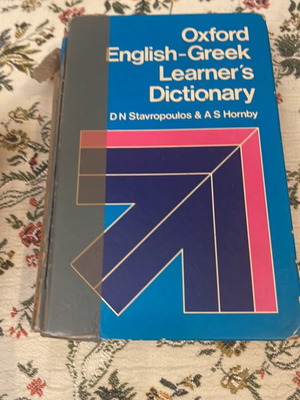 Oxford
English-Greek
Learner's
Dictionary
D N Stavropoulos & A S Hornby